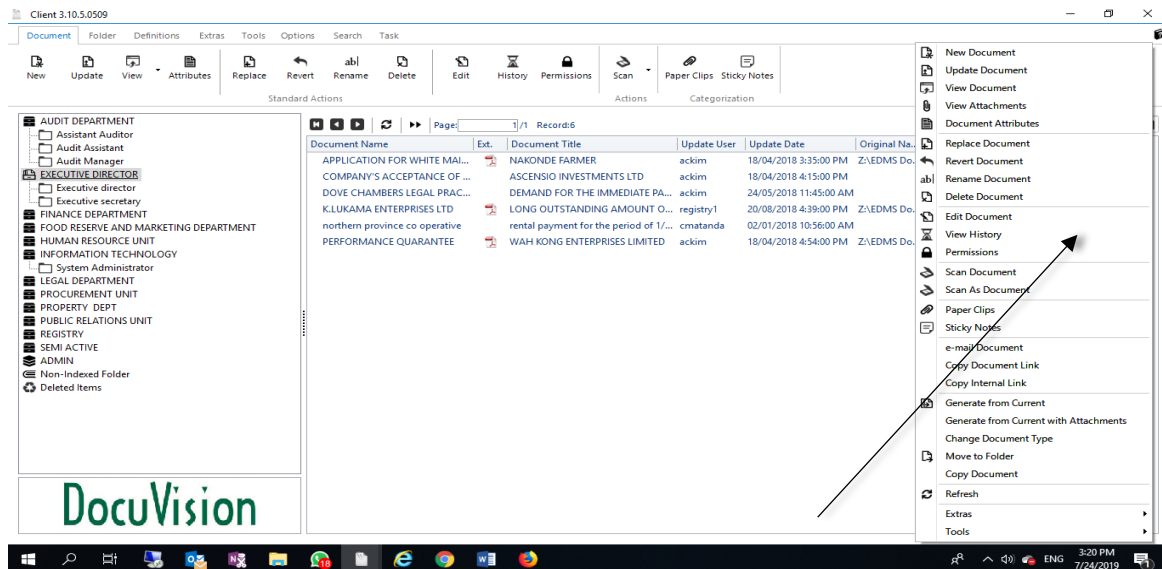 Client 3.10.5.0509
Document Folder Definitions Extras Tools Options Search Task
New Update View Attributes Replace Revert Rename Delete Edit History Permissions Scan Paper Clips Sticky Notes
Standard Actions Actions Categorization
AUDIT DEPARTMENT
Assistant Auditor
Audit Assistant
Audit Manager
EXECUTIVE DIRECTOR
Executive director
Executive secretary
FINANCE DEPARTMENT
FOOD RESERVE AND MARKETING DEPARTMENT
HUMAN RESOURCE UNIT
INFORMATION TECHNOLOGY
System Administrator
LEGAL DEPARTMENT
PROCUREMENT UNIT
PROPERTY DEPT
PUBLIC RELATIONS UNIT
REGISTRY
SEMI ACTIVE
ADMIN
Non-Indexed Folder
Deleted Items
DocuVision
Page: 1/1 Record:6
Document Name Ext. Document Title Update User Update Date Original Na...
APPLICATION FOR WHITE MAI... NAKONDE FARMER ackim 18/04/2018 3:35:00 PM Z:\EDMS Do.
COMPANY'S ACCEPTANCE OF ... ASCENSIO INVESTMENTS LTD ackim 18/04/2018 4:15:00 PM
DOVE CHAMBERS LEGAL PRAC... DEMAND FOR THE IMMEDIATE PA... ackim 24/05/2018 11:45:00 AM
K.LUKAMA ENTERPRISES LTD LONG OUTSTANDING AMOUNT O... registry1 20/08/2018 4:39:00 PM Z:\EDMS Do.
northern province co operative rental payment for the period of 1/... cmatanda 02/01/2018 10:56:00 AM
PERFORMANCE QUARANTEE WAH KONG ENTERPRISES LIMITED ackim 18/04/2018 4:54:00 PM Z:\EDMS Do.
New Document
Update Document
View Document
View Attachments
Document Attributes
Replace Document
Revert Document
ab Rename Document
Delete Document
Edit Document
View History
Permissions
Scan Document
Scan As Document
Paper Clips
Sticky Notes
e-mail Document
Copy Document Link
Copy Internal Link
Generate from Current
Generate from Current with Attachments
Change Document Type
Move to Folder
Copy Document
Refresh
Extras
Tools
18
ENG
3:20 PM
7/24/2019